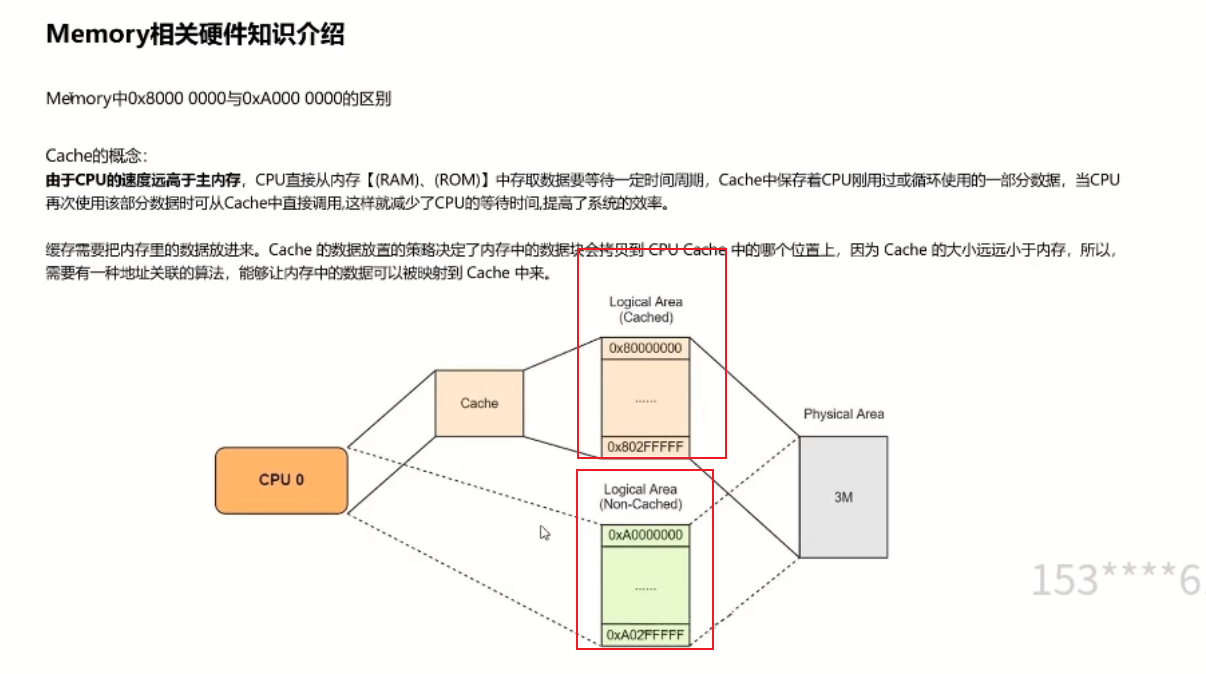 Memory相关硬件知识介绍
Memory中0x8000 0000与0xA000 0000的区别
Cache的概念：
由于CPU的速度远高于主内存，CPU直接从内存【(RAM)、(ROM)】中存取数据要等待一定时间周期，Cache中保存着CPU刚用过或循环使用的一部分数据，当CPU
再次使用该部分数据时可从Cache中直接调用,这样就减少了CPU的等待时间,提高了系统的效率。
缓存需要把内存里的数据放进来。Cache 的数据放置的策略决定了内存中的数据块会拷贝到 CPU Cache 中的哪个位置上，因为 Cache 的大小远远小于内存，所以，
需要有一种地址关联的算法，能够让内存中的数据可以被映射到 Cache 中来。
Logical Area
(Cached)
0x80000000
......
0x802FFFFF
Cache
CPU 0
Physical Area
3M
Logical Area
(Non-Cached)
0xA0000000
......
0xA02FFFFF
153****6